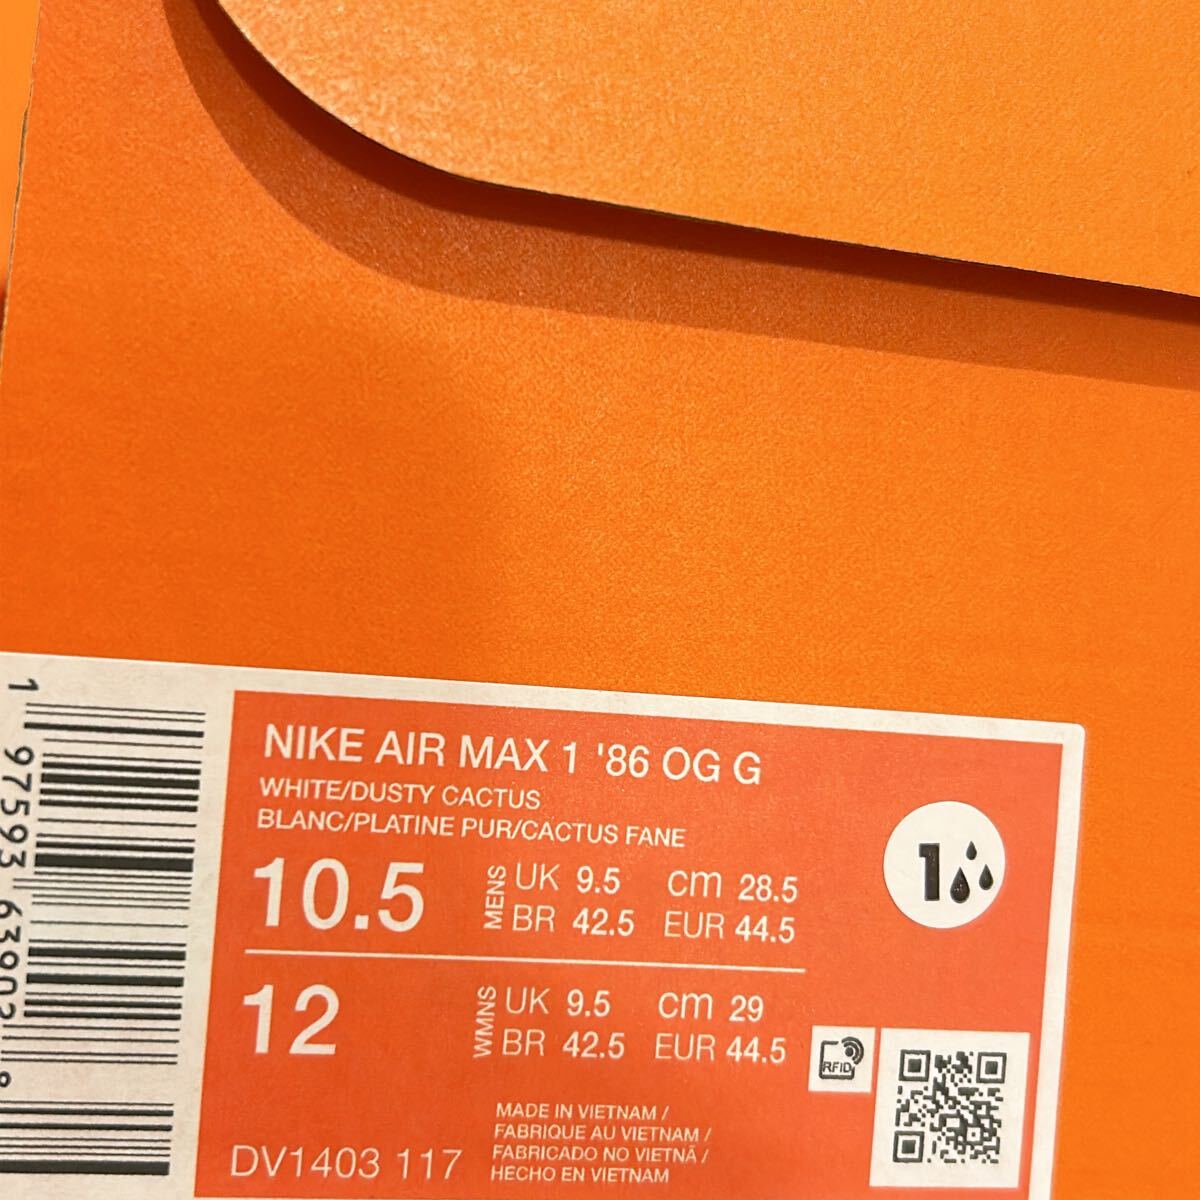 NIKE AIR MAX 1 '86 OG G
WHITE/DUSTY CACTUS
BLANC/PLATINE PUR/CACTUS FANE
10.5 MENS UK 9.5 cm 28.5
BR 42.5 EUR 44.5
12 WMNS UK 9.5 cm 29
BR 42.5 EUR 44.5
1
RFID
MADE IN VIETNAM /
FABRIQUE AU VIETNAM /
FABRICADO NO VIETNÃ /
HECHO EN VIETNAM
DV1403 117
1 97593 63902